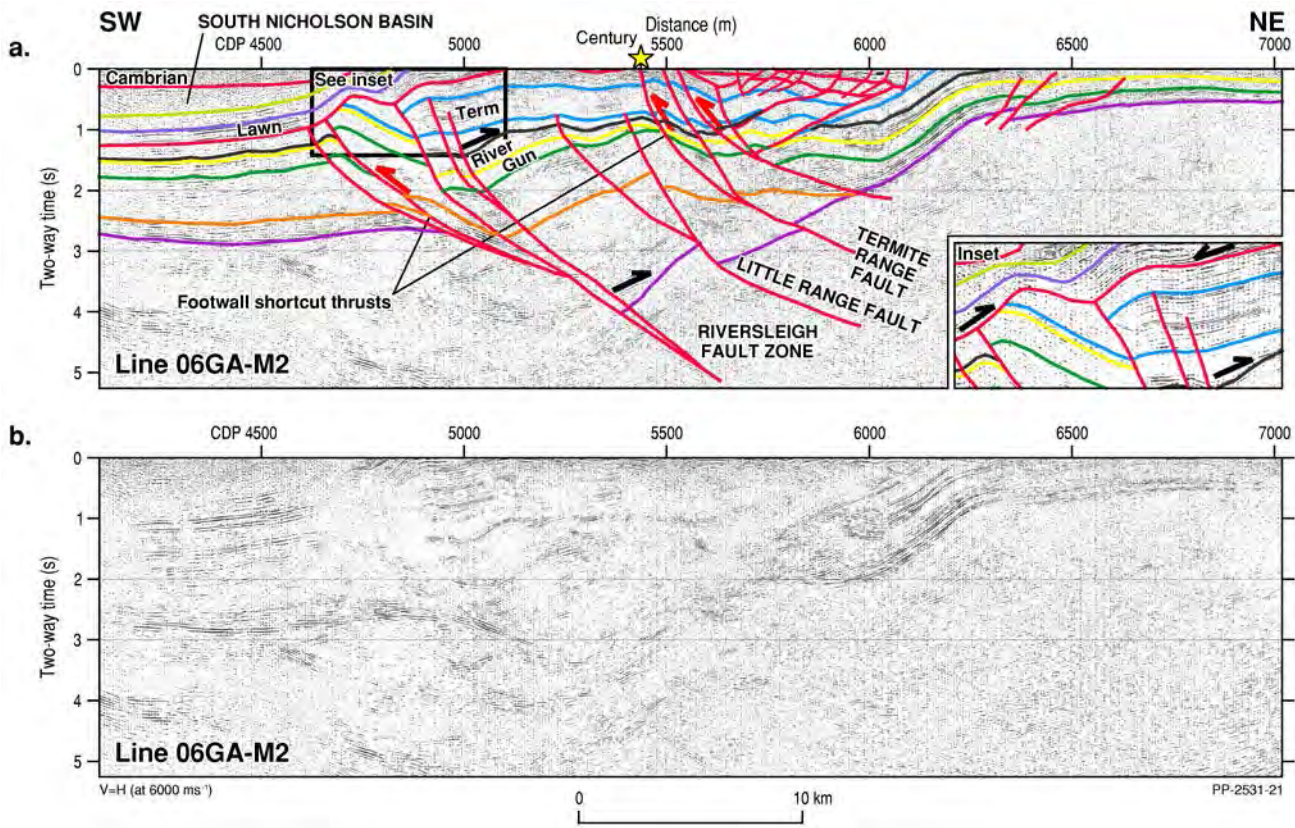 SW
SOUTH NICHOLSON BASIN
Distance (m)
NE
a.
CDP 4500
5000
Century
5500
6000
6500
7000
0
1
2
3
4
5
Two-way time (s)
Cambrian
See inset
Lawn
Term
River
Gun
Footwall shortcut thrusts
TERMITE
RANGE
FAULT
LITTLE RANGE FAULT
RIVERSLEIGH
FAULT ZONE
Line 06GA-M2
Inset
b.
CDP 4500
5000
5500
6000
6500
7000
0
1
2
3
4
5
Two-way time (s)
Line 06GA-M2
V=H (at 6000 ms⁻¹)
PP-2531-21
0
10 km